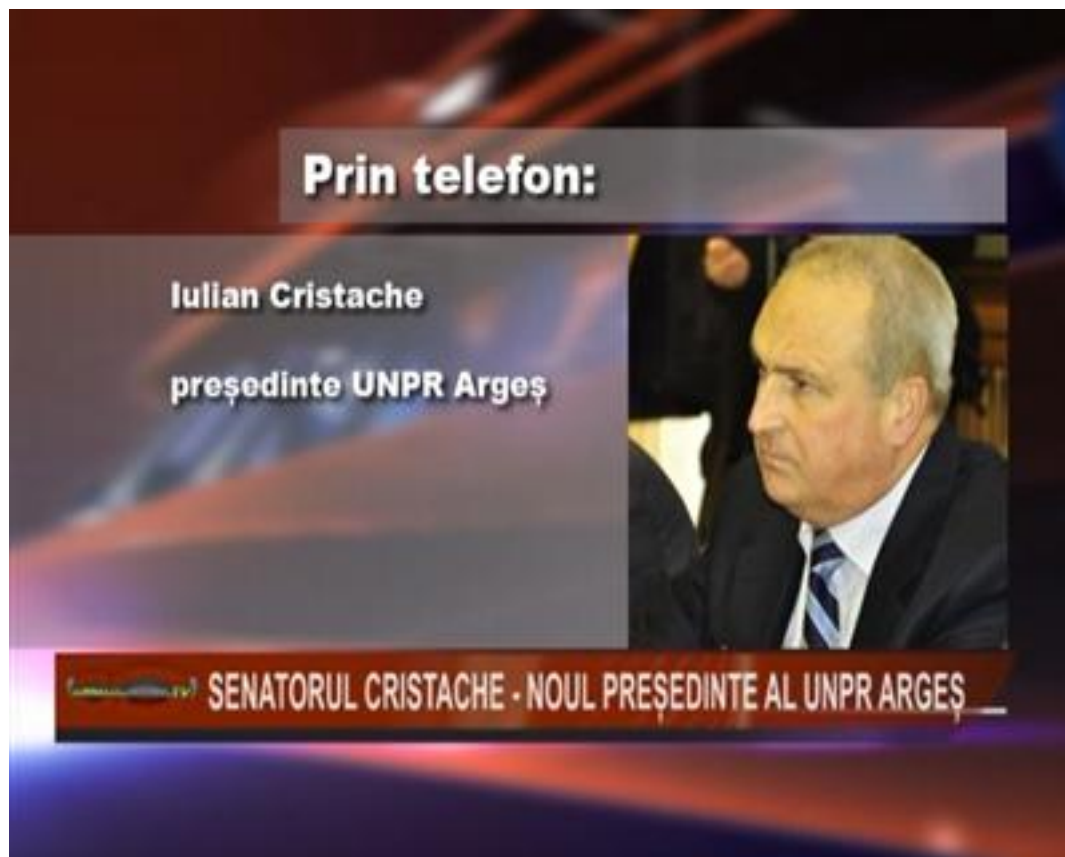 Prin telefon:
Iulian Cristache
președinte UNPR Argeș
SENATORUL CRISTACHE - NOUL PREȘEDINTE AL UNPR ARGEȘ